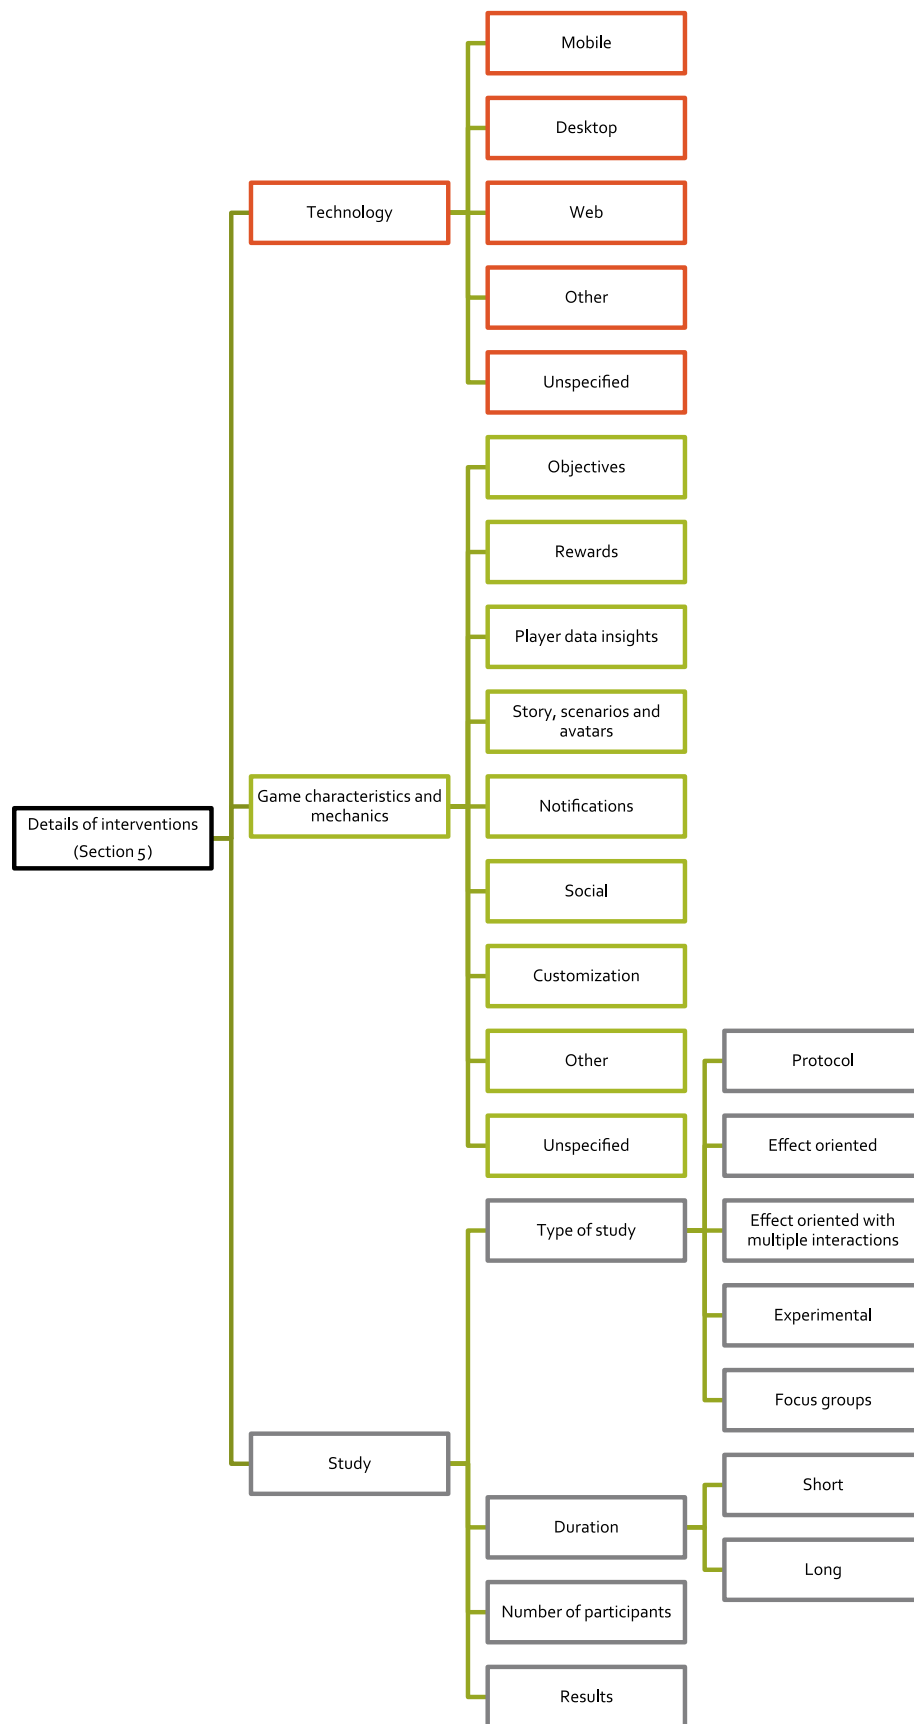 Mobile
Desktop
Technology
Web
Other
Unspecified
Objectives
Rewards
Player data insights
Story, scenarios and
avatars
Details of interventions
(Section 5)
Game characteristics and
mechanics
Notifications
Social
Customization
Other
Unspecified
Study
Type of study
Protocol
Effect oriented
Effect oriented with
multiple interactions
Experimental
Focus groups
Duration
Short
Long
Number of participants
Results